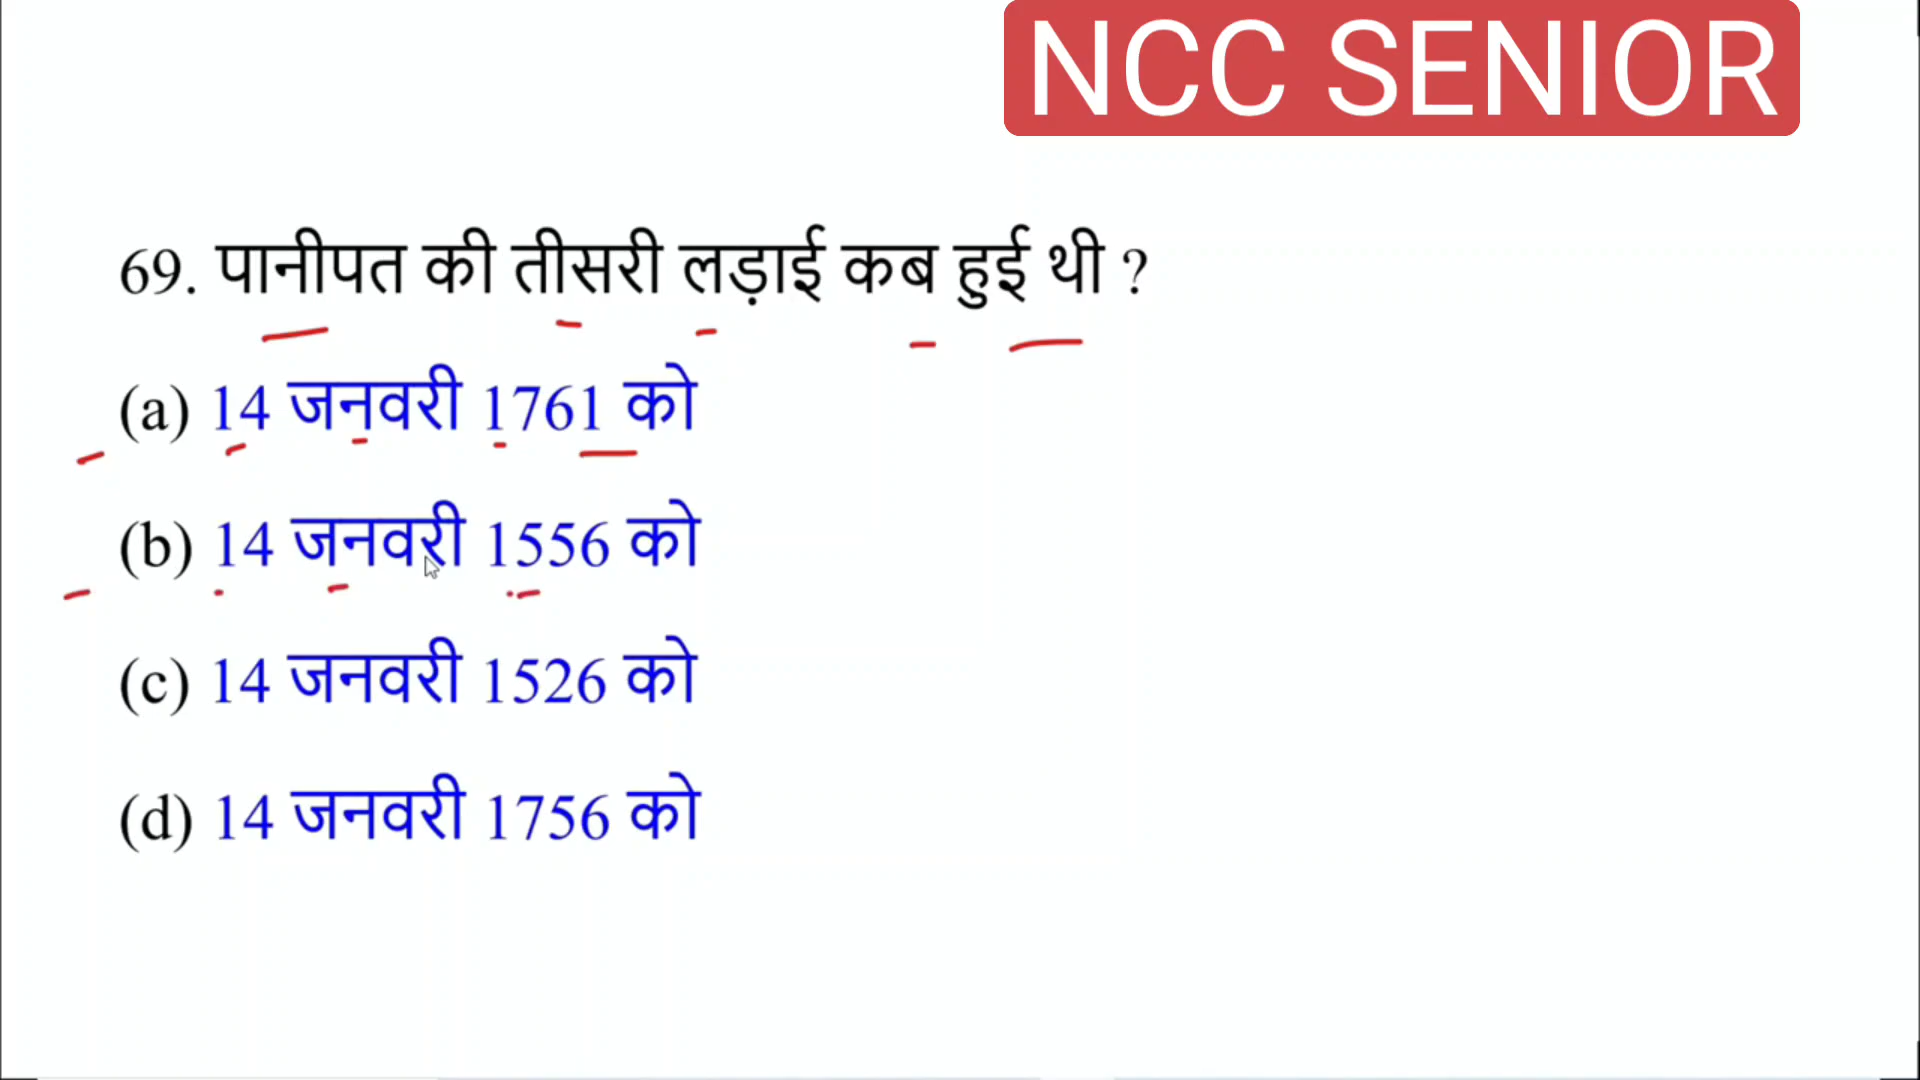 NCC SENIOR
69. पानीपत की तीसरी लड़ाई कब हुई थी ?
(a) 14 जनवरी 1761 को
(b) 14 जनवरी 1556 को
(c) 14 जनवरी 1526 को
(d) 14 जनवरी 1756 को